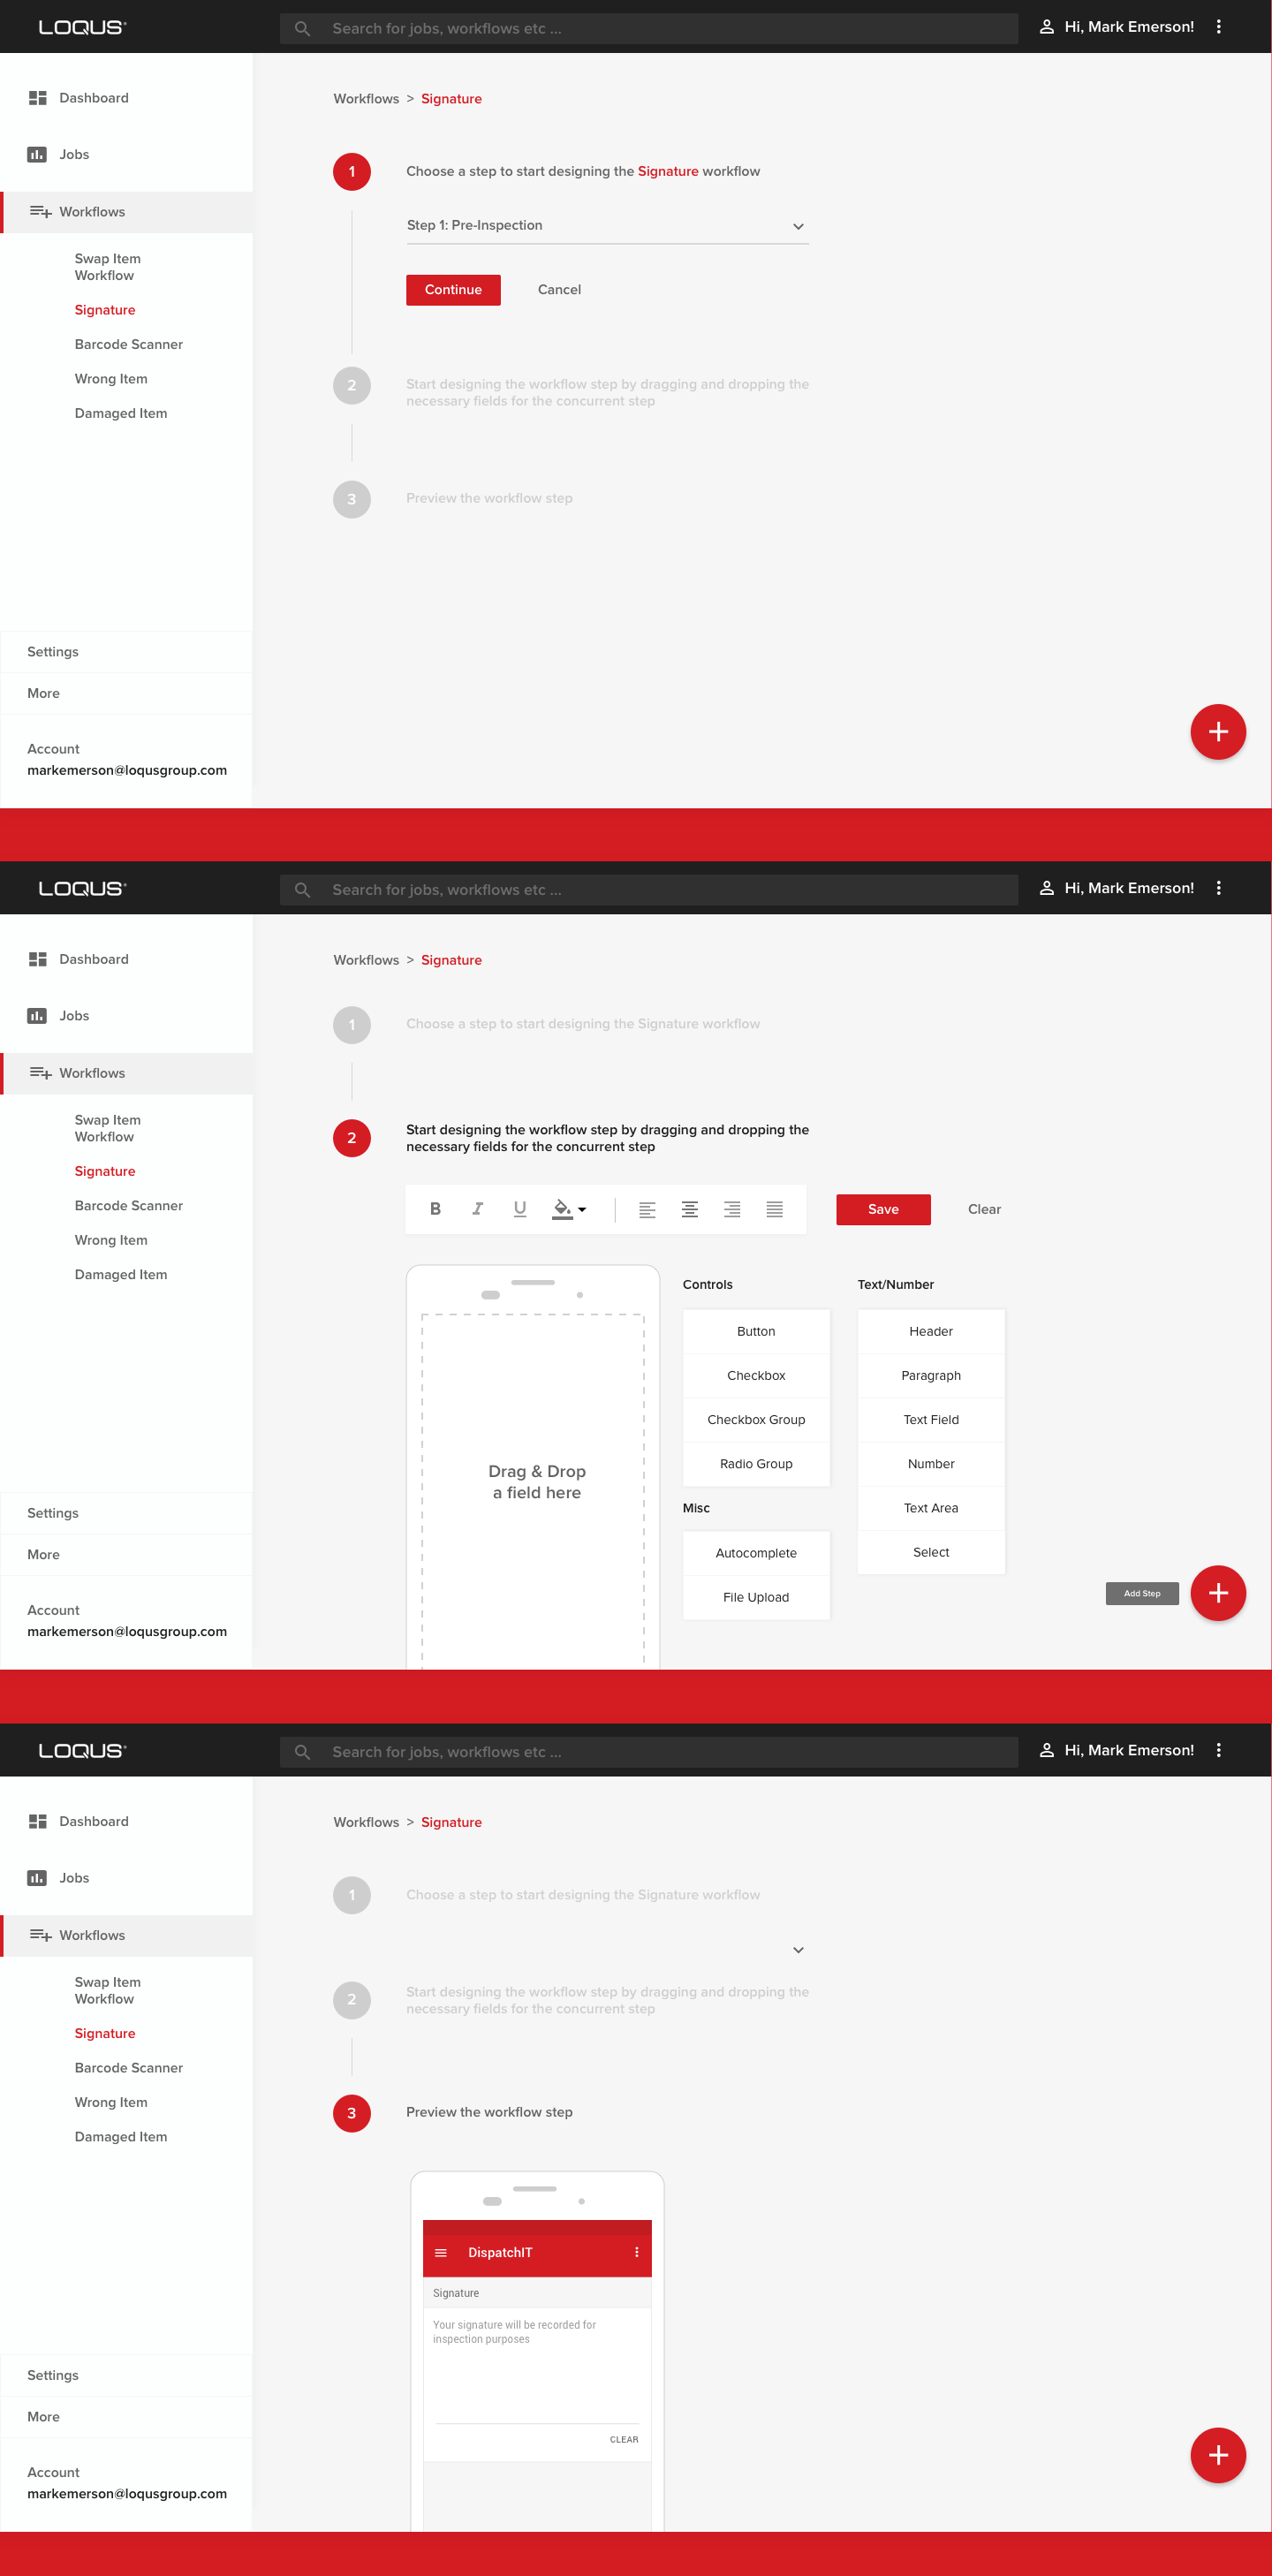 LOQUS
Search for jobs, workflows etc ...
Hi, Mark Emerson!
Dashboard
Jobs
Workflows
Swap Item
Workflow
Signature
Barcode Scanner
Wrong Item
Damaged Item
Settings
More
Account
markemerson@loqusgroup.com
Workflows > Signature
1
Choose a step to start designing the Signature workflow
Step 1: Pre-Inspection
Continue
Cancel
2
Start designing the workflow step by dragging and dropping the
necessary fields for the concurrent step
3
Preview the workflow step
LOQUS
Search for jobs, workflows etc ...
Hi, Mark Emerson!
Dashboard
Jobs
Workflows
Swap Item
Workflow
Signature
Barcode Scanner
Wrong Item
Damaged Item
Settings
More
Account
markemerson@loqusgroup.com
Workflows > Signature
1
Choose a step to start designing the Signature workflow
2
Start designing the workflow step by dragging and dropping the
necessary fields for the concurrent step
B I U
Save
Clear
Drag & Drop
a field here
Controls
Button
Checkbox
Checkbox Group
Radio Group
Misc
Autocomplete
File Upload
Text/Number
Header
Paragraph
Text Field
Number
Text Area
Select
Add Step
LOQUS
Search for jobs, workflows etc ...
Hi, Mark Emerson!
Dashboard
Jobs
Workflows
Swap Item
Workflow
Signature
Barcode Scanner
Wrong Item
Damaged Item
Settings
More
Account
markemerson@loqusgroup.com
Workflows > Signature
1
Choose a step to start designing the Signature workflow
2
Start designing the workflow step by dragging and dropping the
necessary fields for the concurrent step
3
Preview the workflow step
DispatchIT
Signature
Your signature will be recorded for
inspection purposes
CLEAR